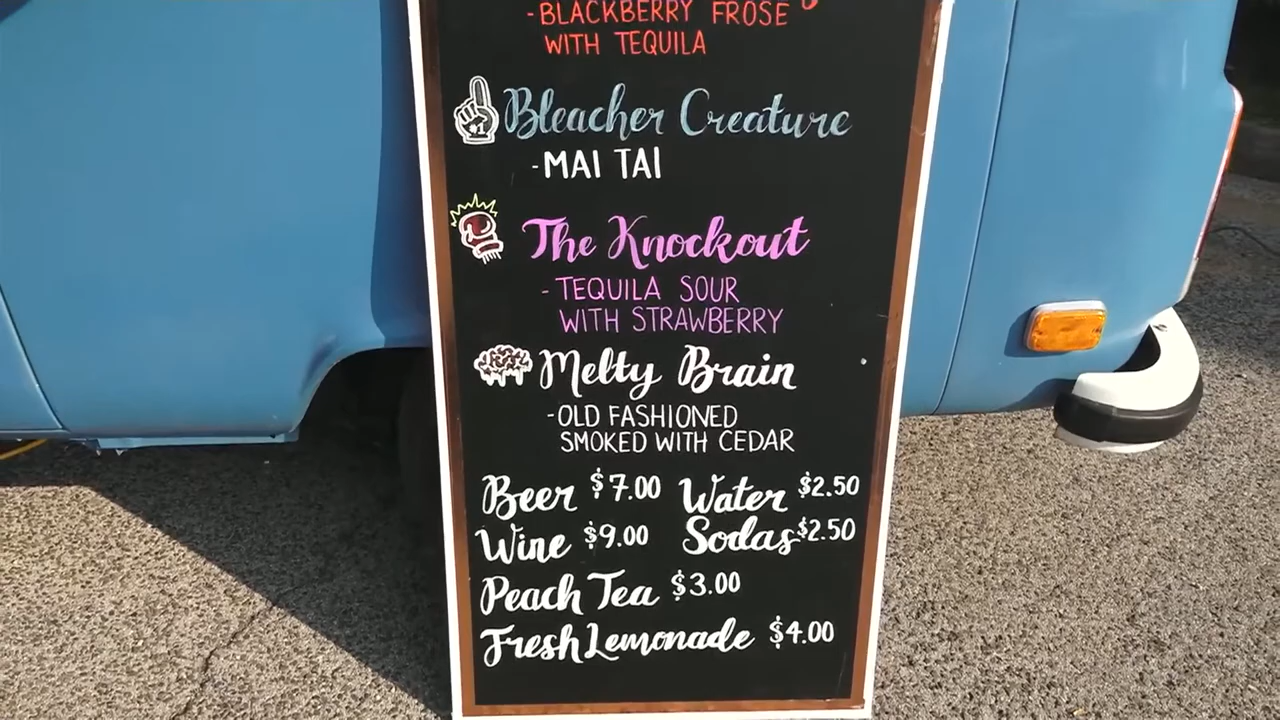 -BLACKBERRY FROSE
WITH TEQUILA
#1
Bleacher Creature
-MAI TAI
The Knockout
-TEQUILA SOUR
WITH STRAWBERRY
Melty Brain
-OLD FASHIONED
SMOKED WITH CEDAR
Beer $7.00 Water $2.50
Wine $9.00 Sodas $2.50
Peach Tea $3.00
Fresh Lemonade $4.00